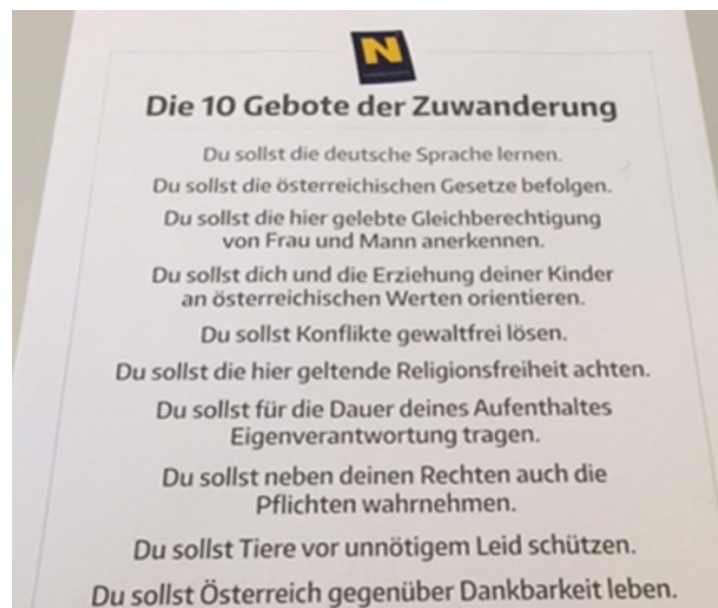 N
Die 10 Gebote der Zuwanderung
Du sollst die deutsche Sprache lernen.
Du sollst die österreichischen Gesetze befolgen.
Du sollst die hier gelebte Gleichberechtigung
von Frau und Mann anerkennen.
Du sollst dich und die Erziehung deiner Kinder
an österreichischen Werten orientieren.
Du sollst Konflikte gewaltfrei lösen.
Du sollst die hier geltende Religionsfreiheit achten.
Du sollst für die Dauer deines Aufenthaltes
Eigenverantwortung tragen.
Du sollst neben deinen Rechten auch die
Pflichten wahrnehmen.
Du sollst Tiere vor unnötigem Leid schützen.
Du sollst Österreich gegenüber Dankbarkeit leben.